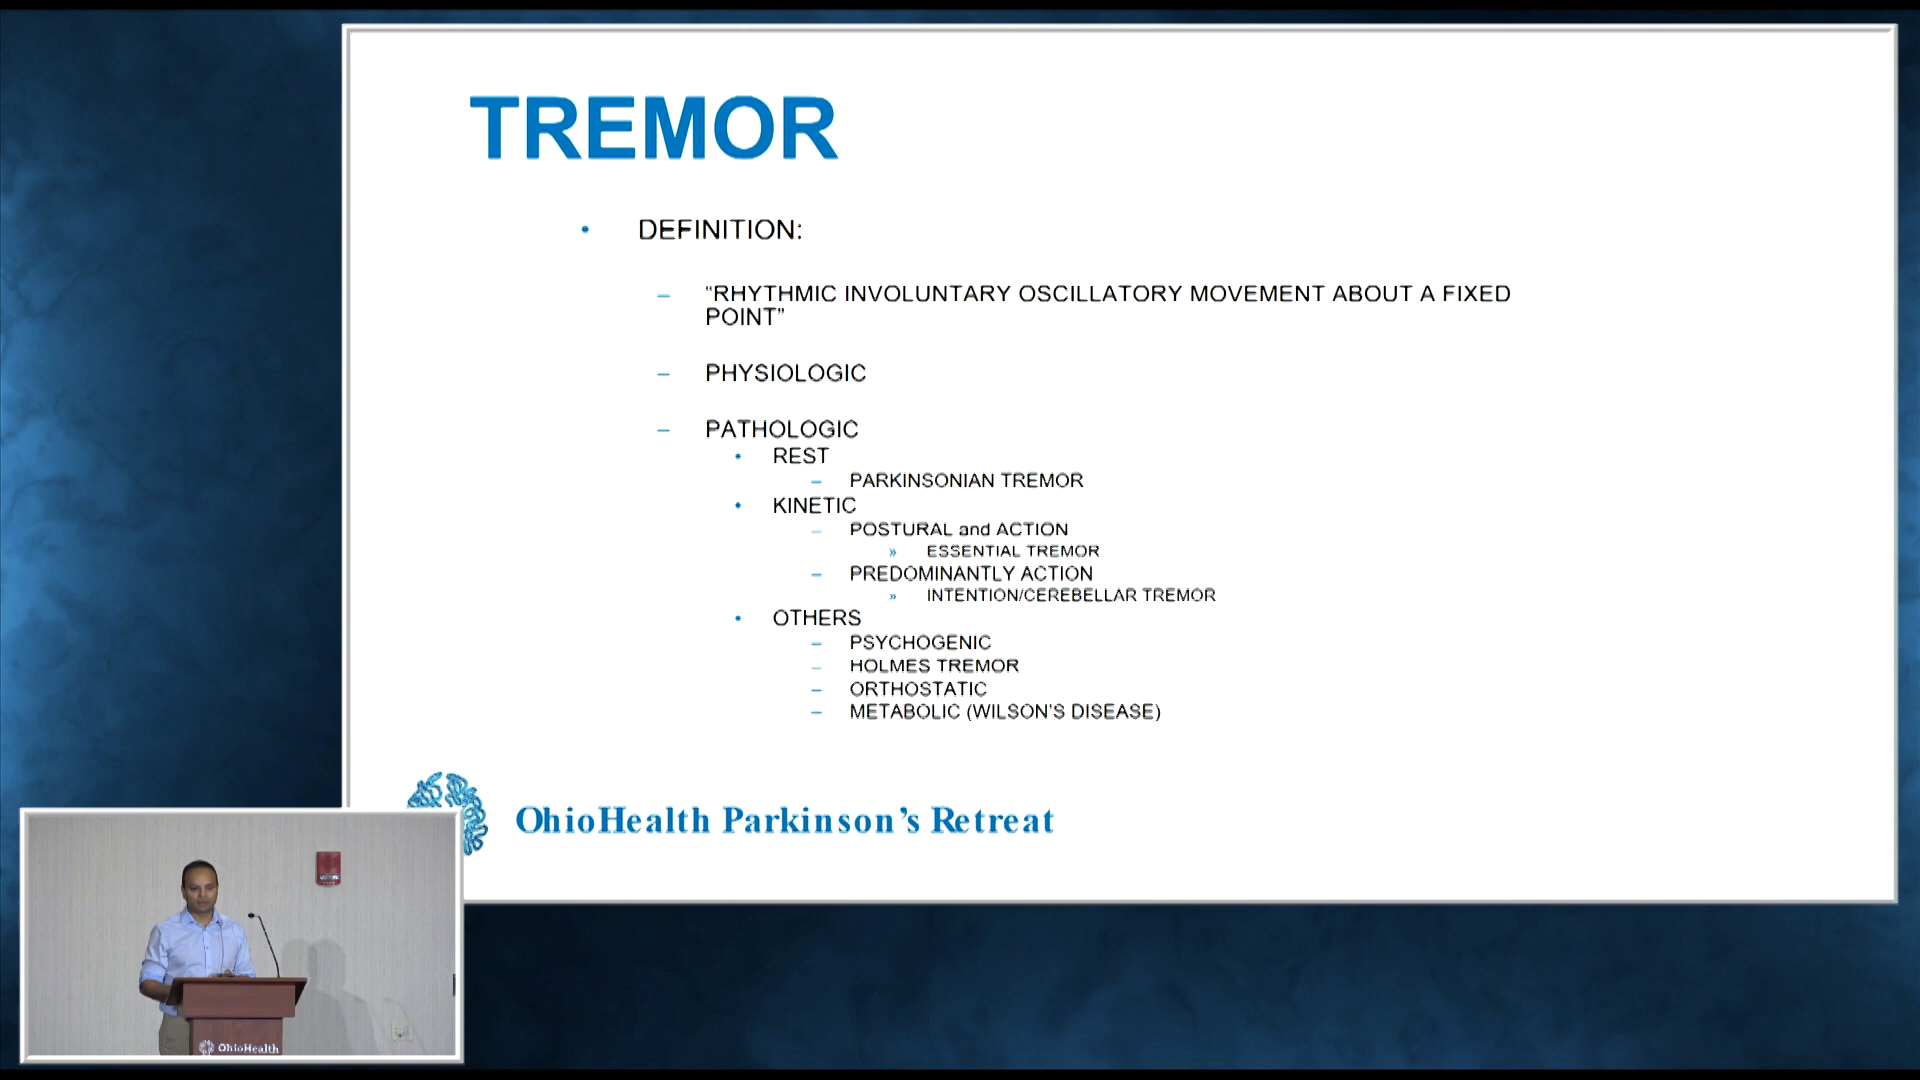 TREMOR
• DEFINITION:
– “RHYTHMIC INVOLUNTARY OSCILLATORY MOVEMENT ABOUT A FIXED
POINT”
– PHYSIOLOGIC
– PATHOLOGIC
• REST
– PARKINSONIAN TREMOR
• KINETIC
– POSTURAL and ACTION
» ESSENTIAL TREMOR
– PREDOMINANTLY ACTION
» INTENTION/CEREBELLAR TREMOR
• OTHERS
– PSYCHOGENIC
– HOLMES TREMOR
– ORTHOSTATIC
– METABOLIC (WILSON’S DISEASE)
OhioHealth Parkinson’s Retreat
OhioHealth